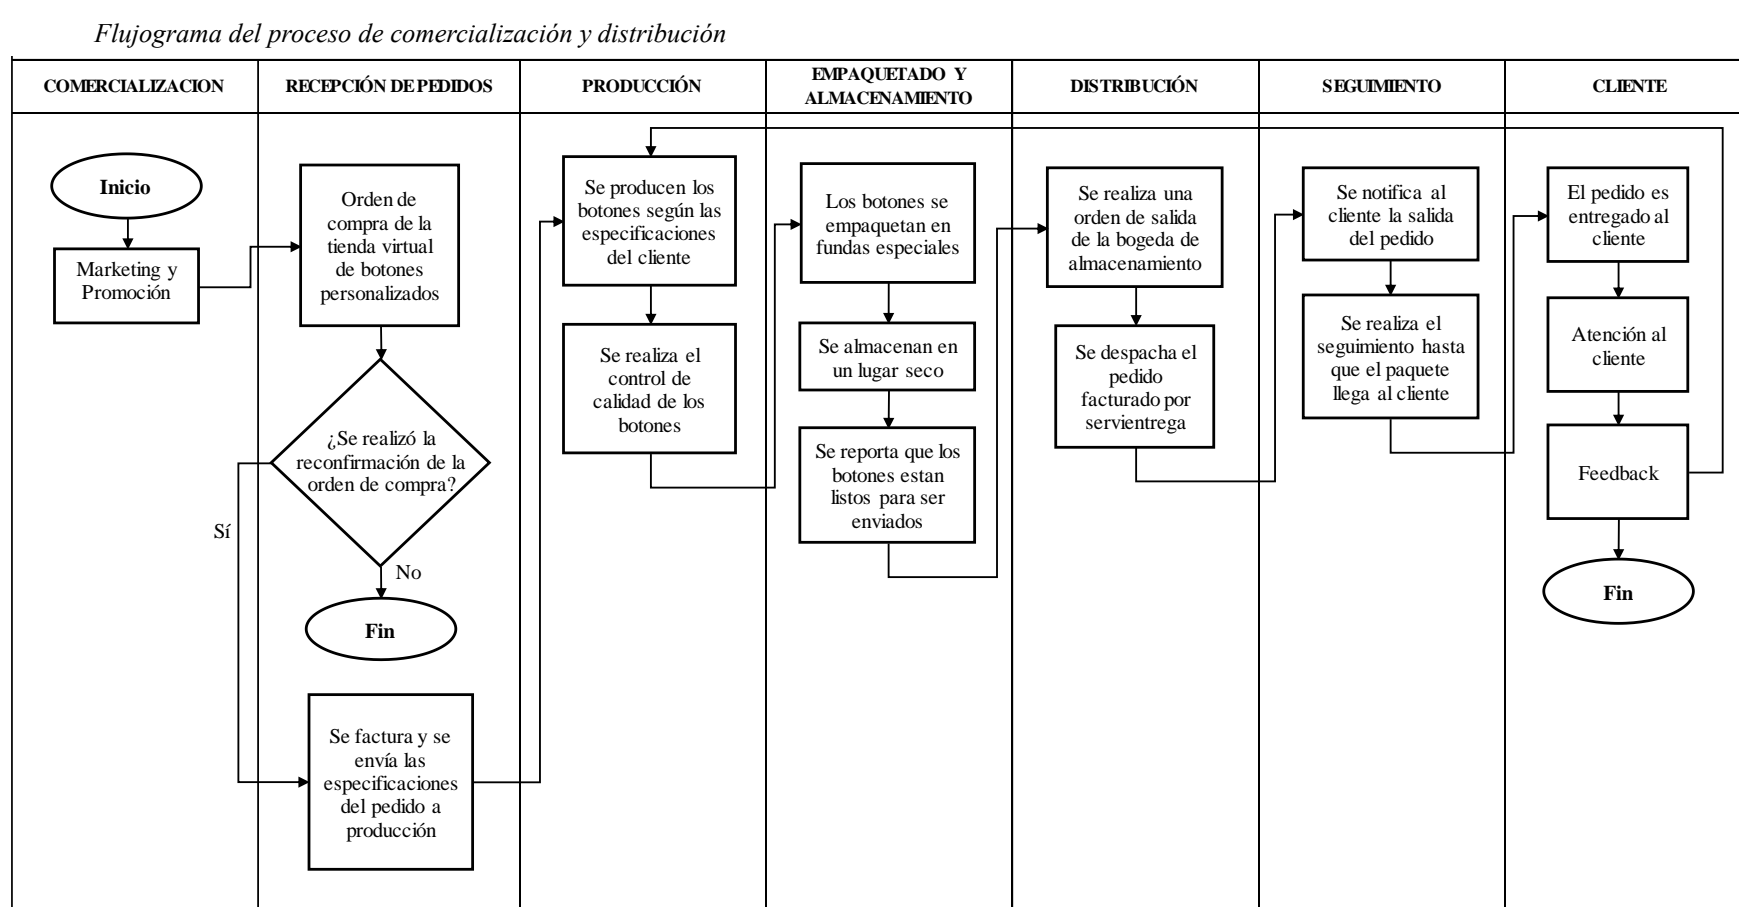 Flujograma del proceso de comercialización y distribución
COMERCIALIZACION
RECEPCIÓN DE PEDIDOS
PRODUCCIÓN
EMPAQUETADO Y
ALMACENAMIENTO
DISTRIBUCIÓN
SEGUIMIENTO
CLIENTE
Inicio
Marketing y
Promoción
Orden de
compra de la
tienda virtual
de botones
personalizados
¿Se realizó la
reconfirmación de la
orden de compra?
Sí
No
Fin
Se factura y se
envía las
especificaciones
del pedido a
producción
Se producen los
botones según las
especificaciones
del cliente
Se realiza el
control de
calidad de los
botones
Los botones se
empaquetan en
fundas especiales
Se almacenan en
un lugar seco
Se reporta que los
botones estan
listos para ser
enviados
Se realiza una
orden de salida
de la bogeda de
almacenamiento
Se despacha el
pedido
facturado por
servientrega
Se notifica al
cliente la salida
del pedido
Se realiza el
seguimiento hasta
que el paquete
llega al cliente
El pedido es
entregado al
cliente
Atención al
cliente
Feedback
Fin